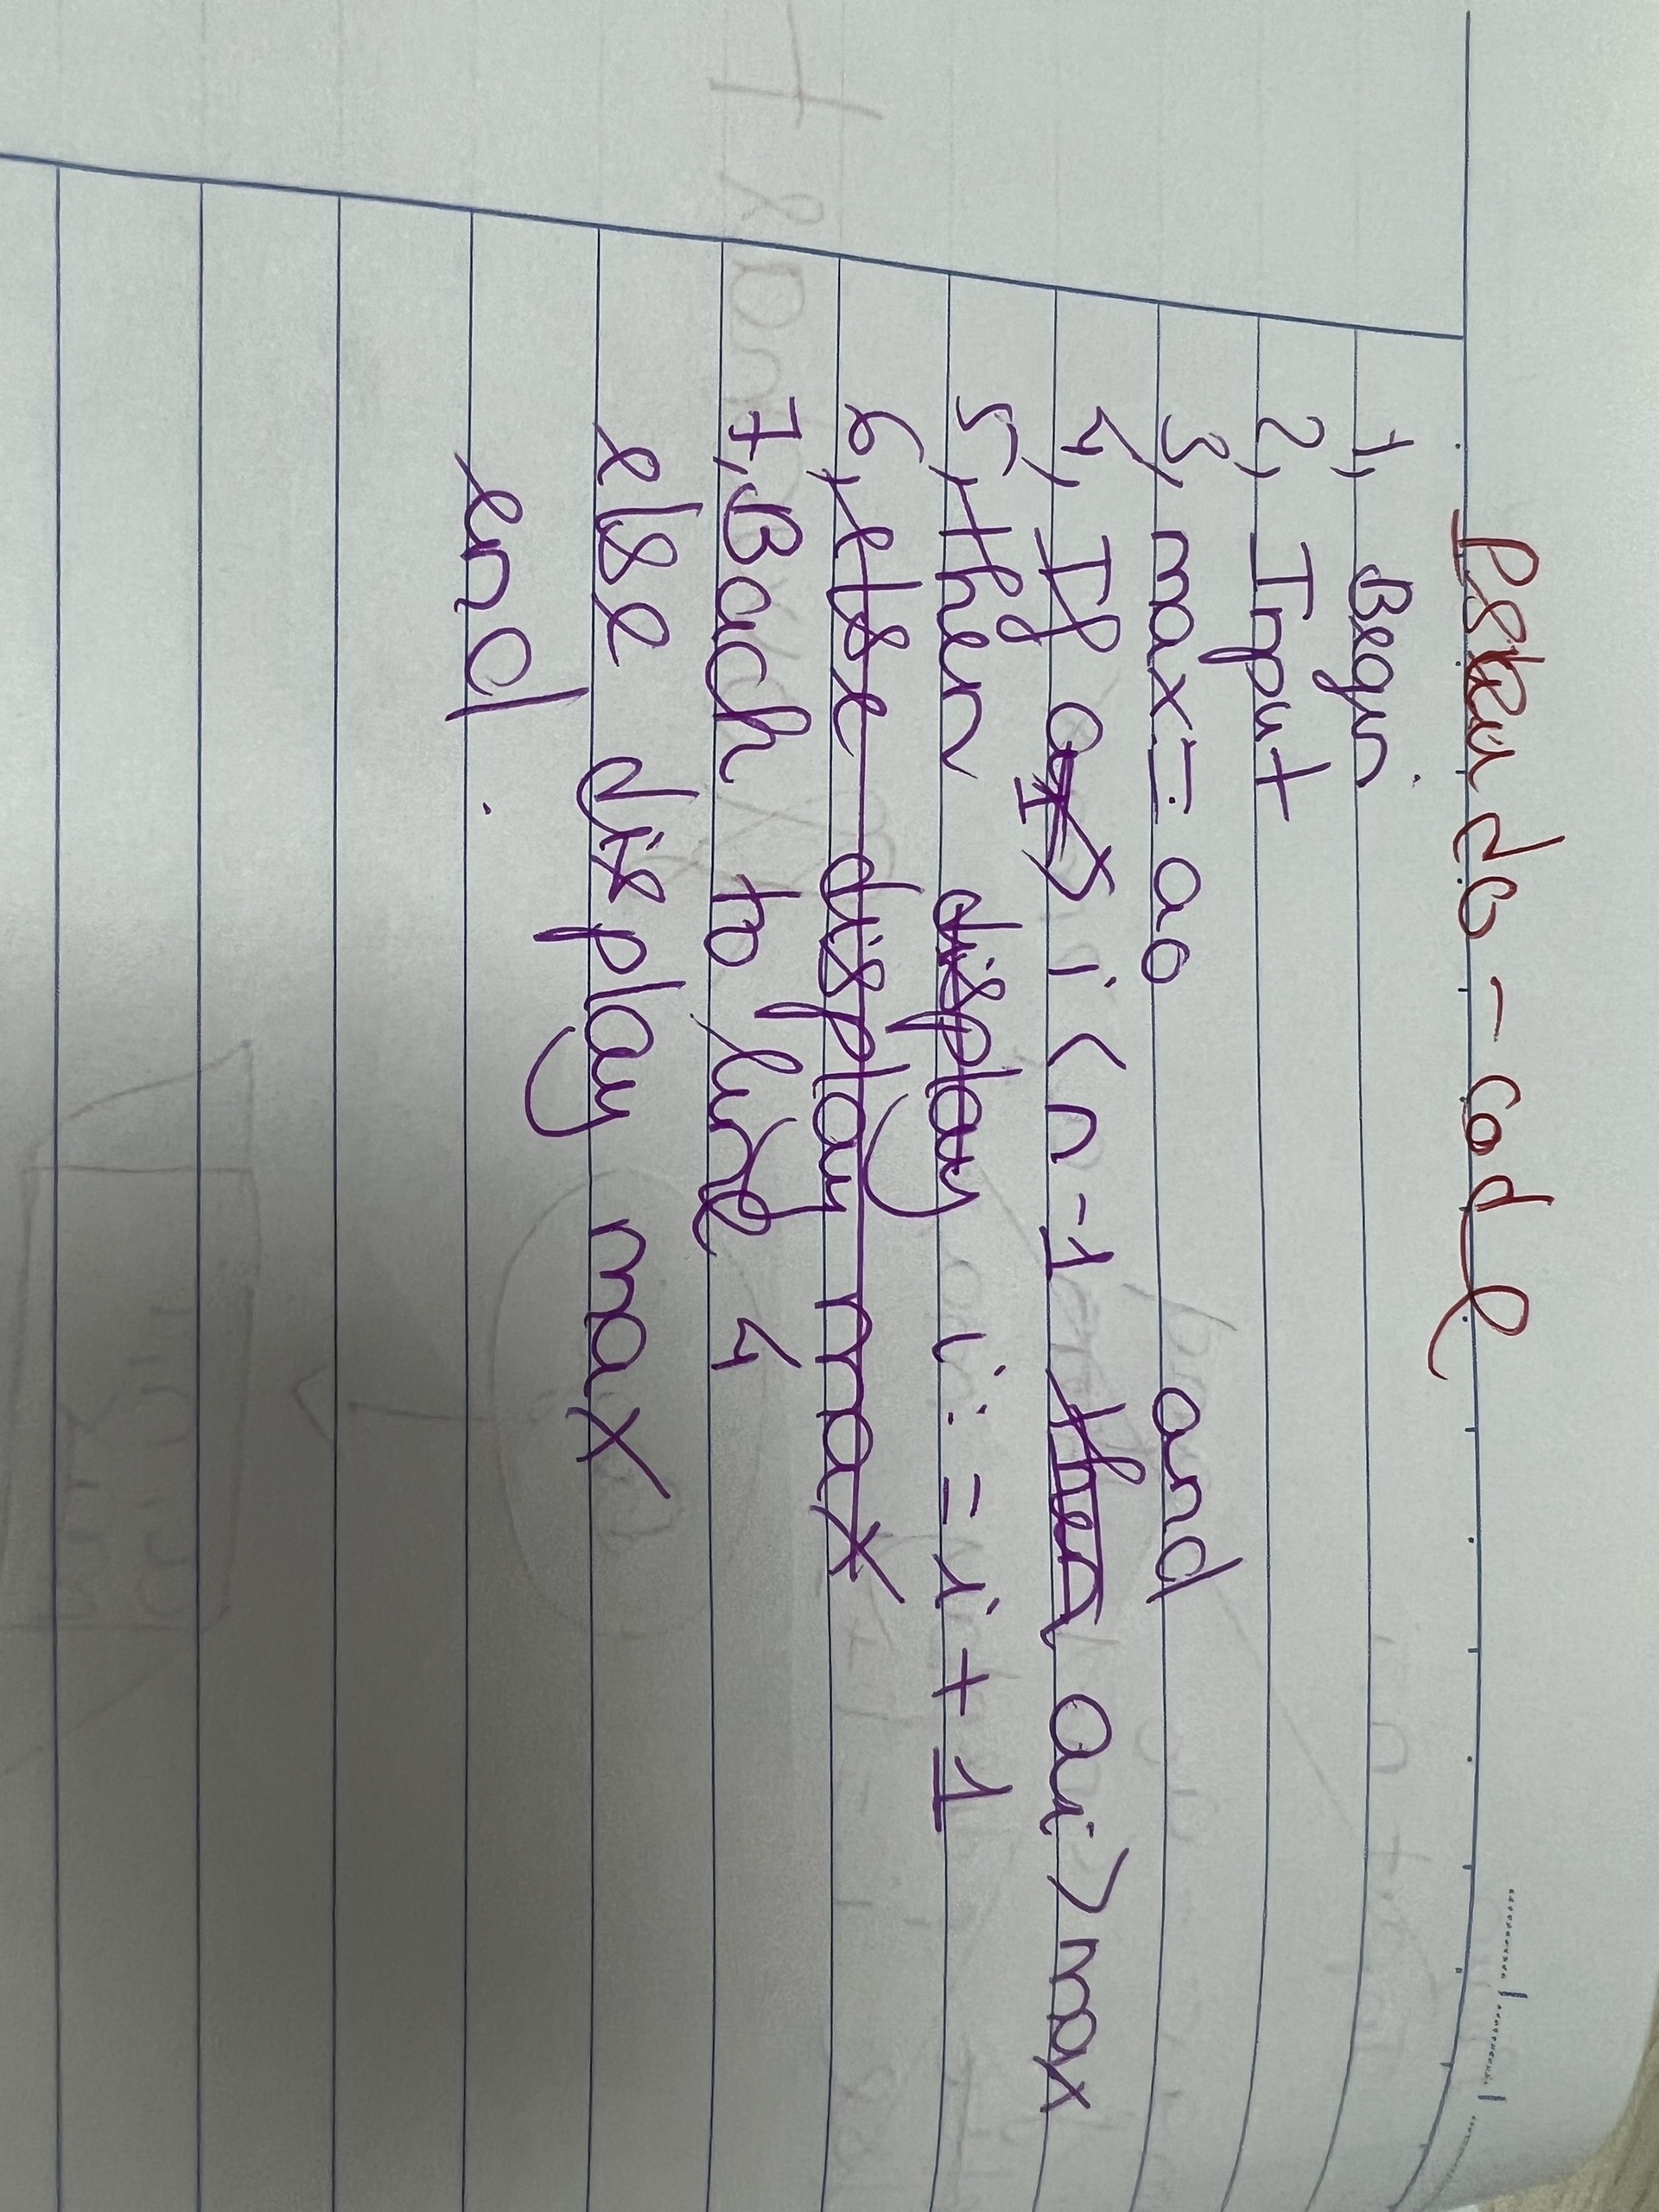 Pseudo - code
1, Begin
2, Input
3, max = a0 and
4, If i < n - 1 then ai > max
5, then display i := i + 1
6, else display max
7, Back to line 4
else display max
end.